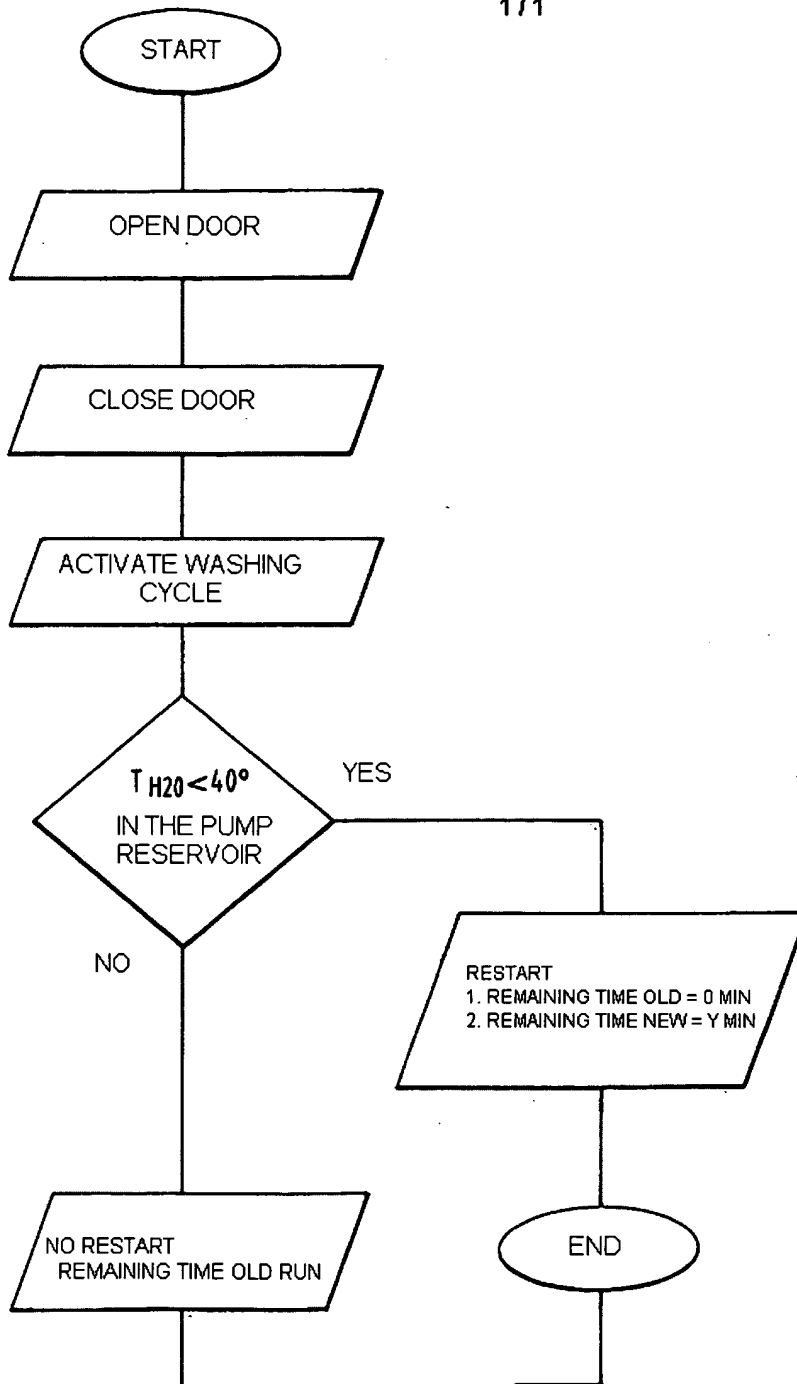 1/1
START
OPEN DOOR
CLOSE DOOR
ACTIVATE WASHING
CYCLE
T H20<40°
IN THE PUMP
RESERVOIR
YES
NO
RESTART
1. REMAINING TIME OLD = 0 MIN
2. REMAINING TIME NEW = Y MIN
NO RESTART
REMAINING TIME OLD RUN
END